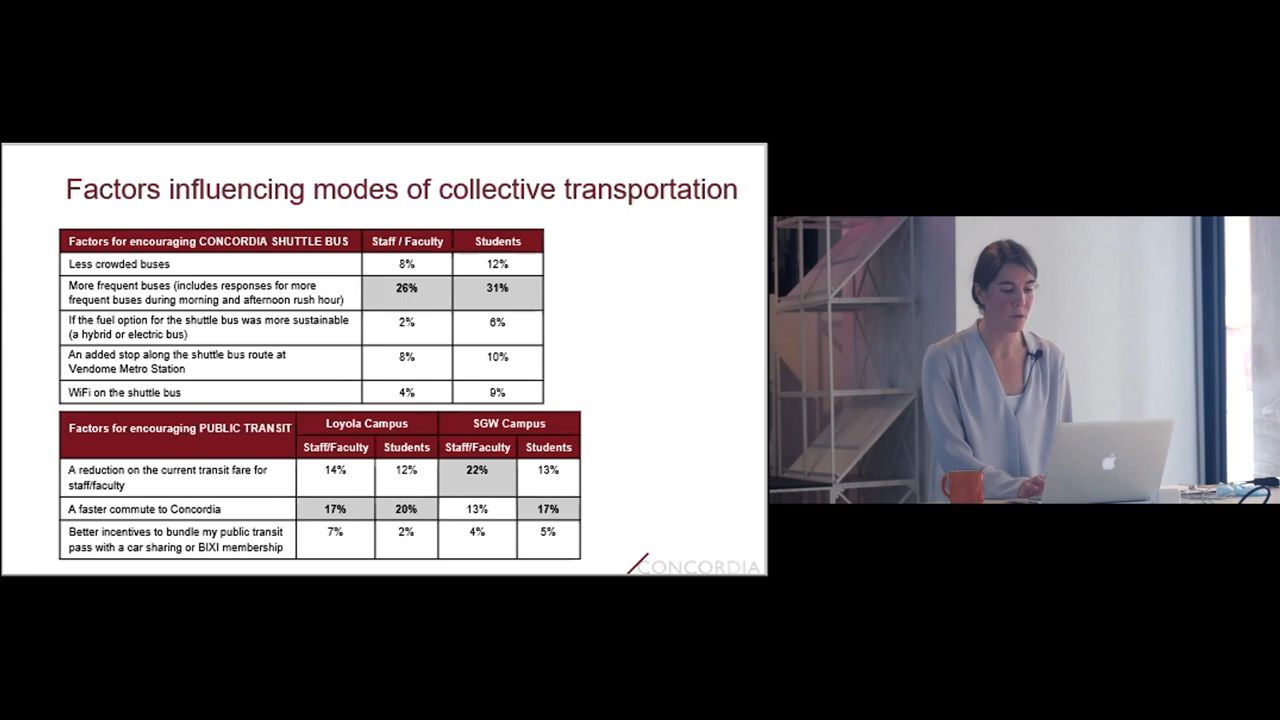 Factors influencing modes of collective transportation
Factors for encouraging CONCORDIA SHUTTLE BUS Staff / Faculty Students
Less crowded buses 8% 12%
More frequent buses (includes responses for more
frequent buses during morning and afternoon rush hour) 26% 31%
If the fuel option for the shuttle bus was more sustainable
(a hybrid or electric bus) 2% 6%
An added stop along the shuttle bus route at
Vendome Metro Station 8% 10%
WiFi on the shuttle bus 4% 9%
Factors for encouraging PUBLIC TRANSIT Loyola Campus SGW Campus
Staff/Faculty Students Staff/Faculty Students
A reduction on the current transit fare for
staff/faculty 14% 12% 22% 13%
A faster commute to Concordia 17% 20% 13% 17%
Better incentives to bundle my public transit
pass with a car sharing or BIXI membership 7% 2% 4% 5%
CONCORDIA